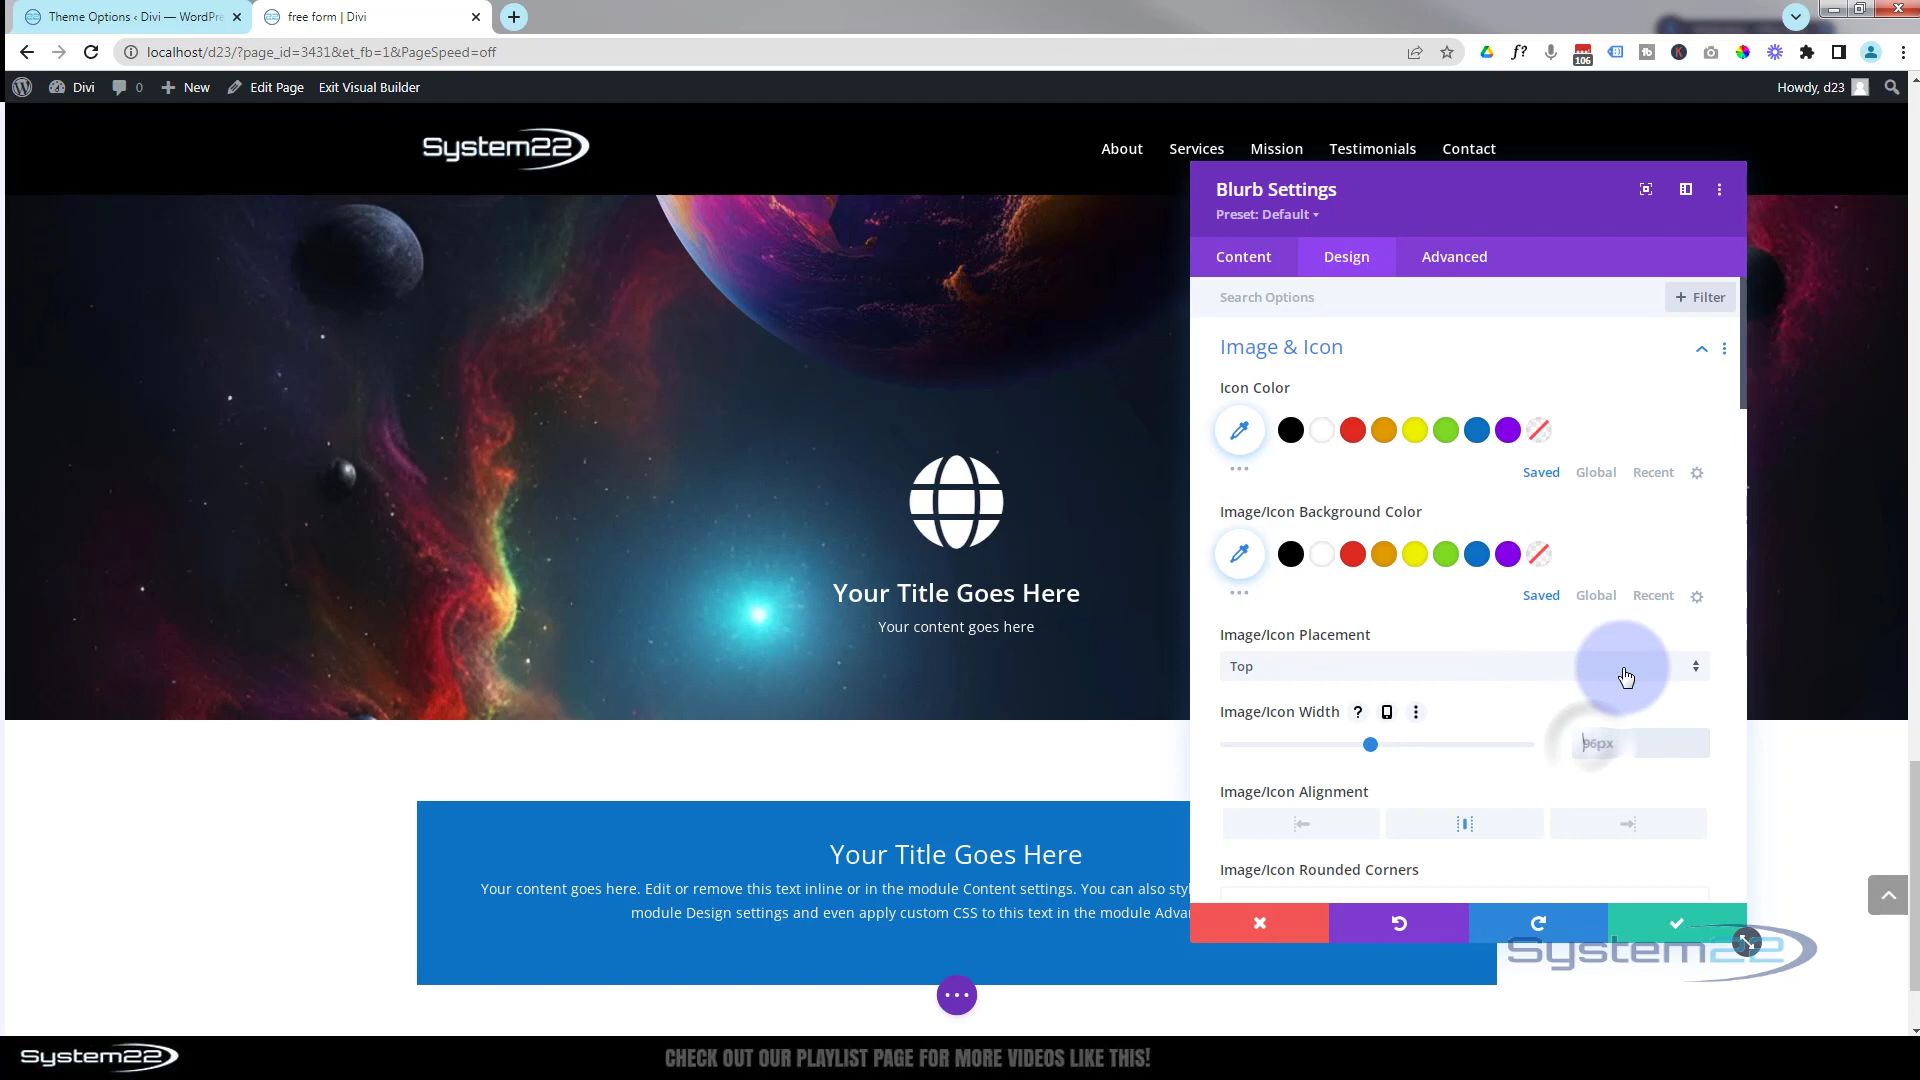 Theme Options ‹ Divi — WordPre
free form | Divi
localhost/d23/?page_id=3431&et_fb=1&PageSpeed=off
106
Divi
0
New
Edit Page
Exit Visual Builder
Howdy, d23
System22
About
Services
Mission
Testimonials
Contact
Blurb Settings
Preset: Default
Content
Design
Advanced
Search Options
+ Filter
Image & Icon
Icon Color
Saved
Global
Recent
Image/Icon Background Color
Saved
Global
Recent
Image/Icon Placement
Top
Image/Icon Width
?
96px
Image/Icon Alignment
Image/Icon Rounded Corners
Your Title Goes Here
Your content goes here
Your Title Goes Here
Your content goes here. Edit or remove this text inline or in the module Content settings. You can also sty
module Design settings and even apply custom CSS to this text in the module Adva
System22
System22
CHECK OUT OUR PLAYLIST PAGE FOR MORE VIDEOS LIKE THIS!